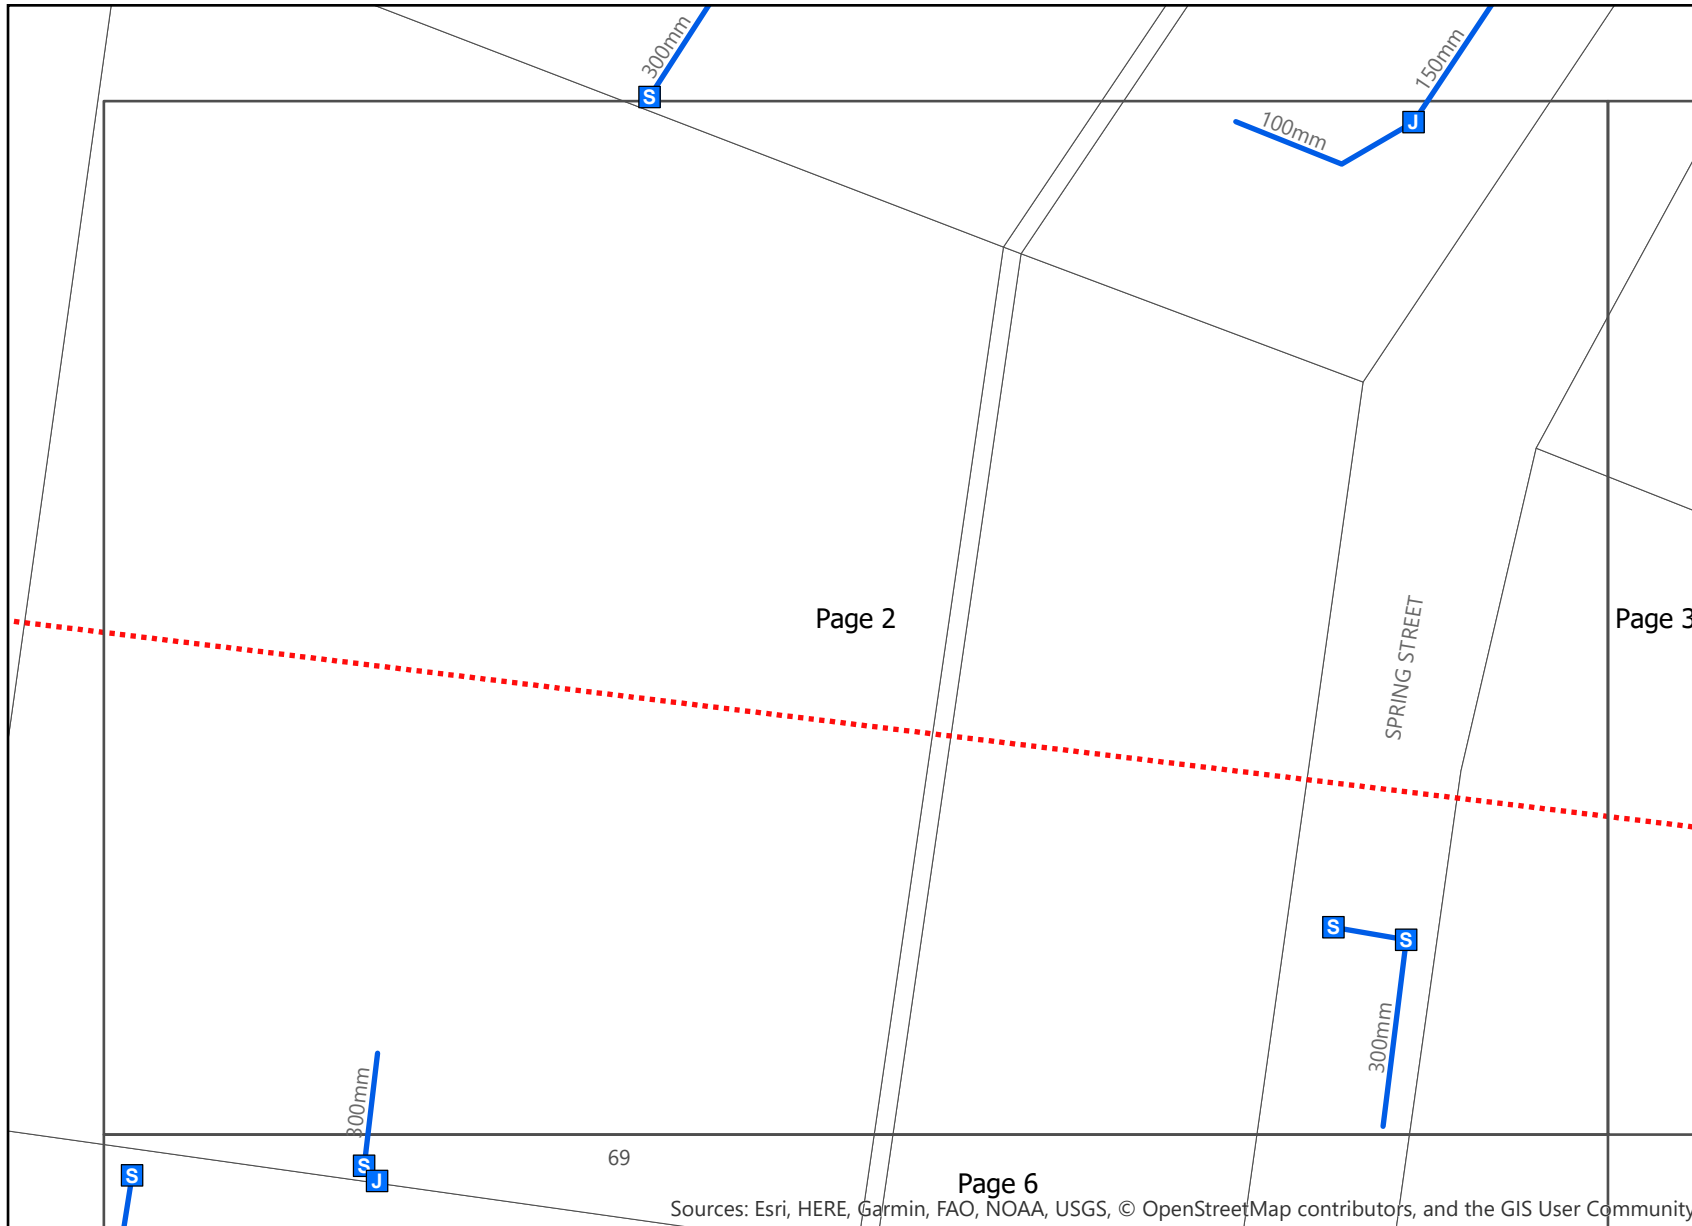 300mm
150mm
S
J
100mm
SPRING STREET
Page 2
Page 3
S
S
300mm
300mm
69
S
S
J
Page 6
Sources: Esri, HERE, Garmin, FAO, NOAA, USGS, © OpenStreetMap contributors, and the GIS User Community